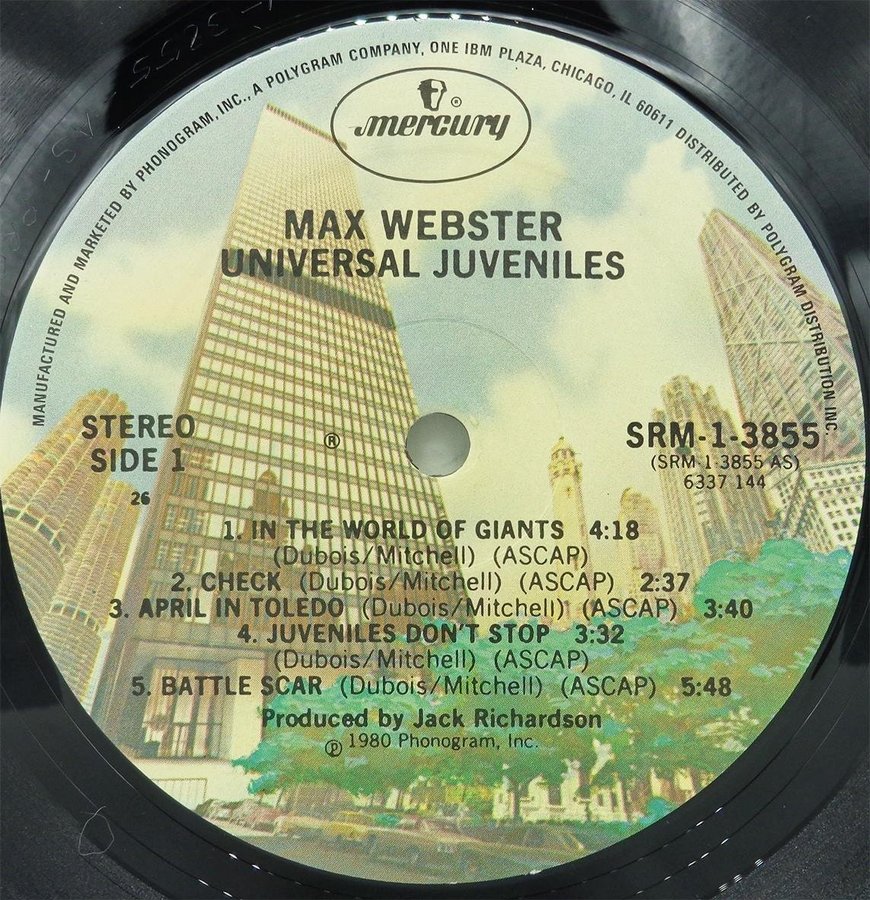 MANUFACTURED AND MARKETED BY PHONOGRAM, INC., A POLYGRAM COMPANY, ONE IBM PLAZA, CHICAGO, IL 60611 DISTRIBUTED BY POLYGRAM DISTRIBUTION INC.
mercury ®
MAX WEBSTER
UNIVERSAL JUVENILES
STEREO
SIDE 1
26
®
SRM-1-3855
(SRM 1-3855 AS)
6337 144
1. IN THE WORLD OF GIANTS 4:18
(Dubois/Mitchell) (ASCAP)
2. CHECK (Dubois/Mitchell) (ASCAP) 2:37
3. APRIL IN TOLEDO (Dubois/Mitchell) (ASCAP) 3:40
4. JUVENILES DON'T STOP 3:32
(Dubois/Mitchell) (ASCAP)
5. BATTLE SCAR (Dubois/Mitchell) (ASCAP) 5:48
Produced by Jack Richardson
℗ 1980 Phonogram, Inc.